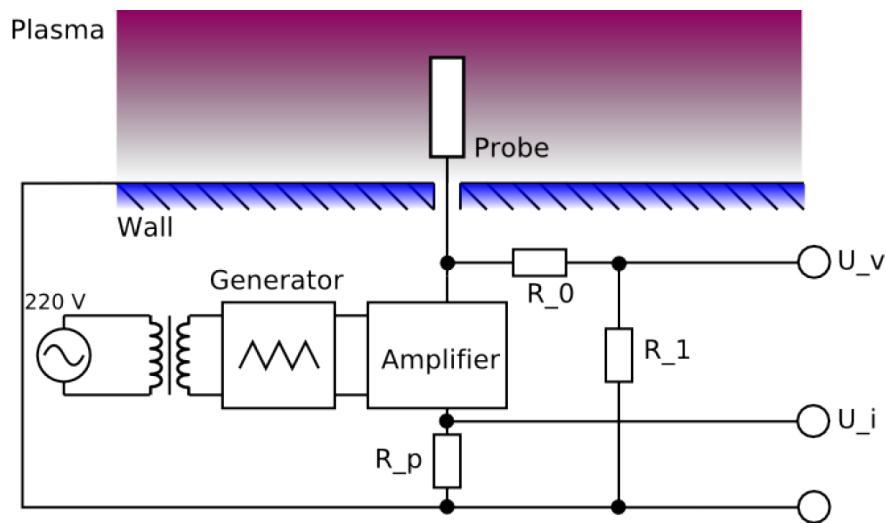 Plasma
Probe
Wall
Generator
220 V
Amplifier
R_0
U_v
R_1
U_i
R_p